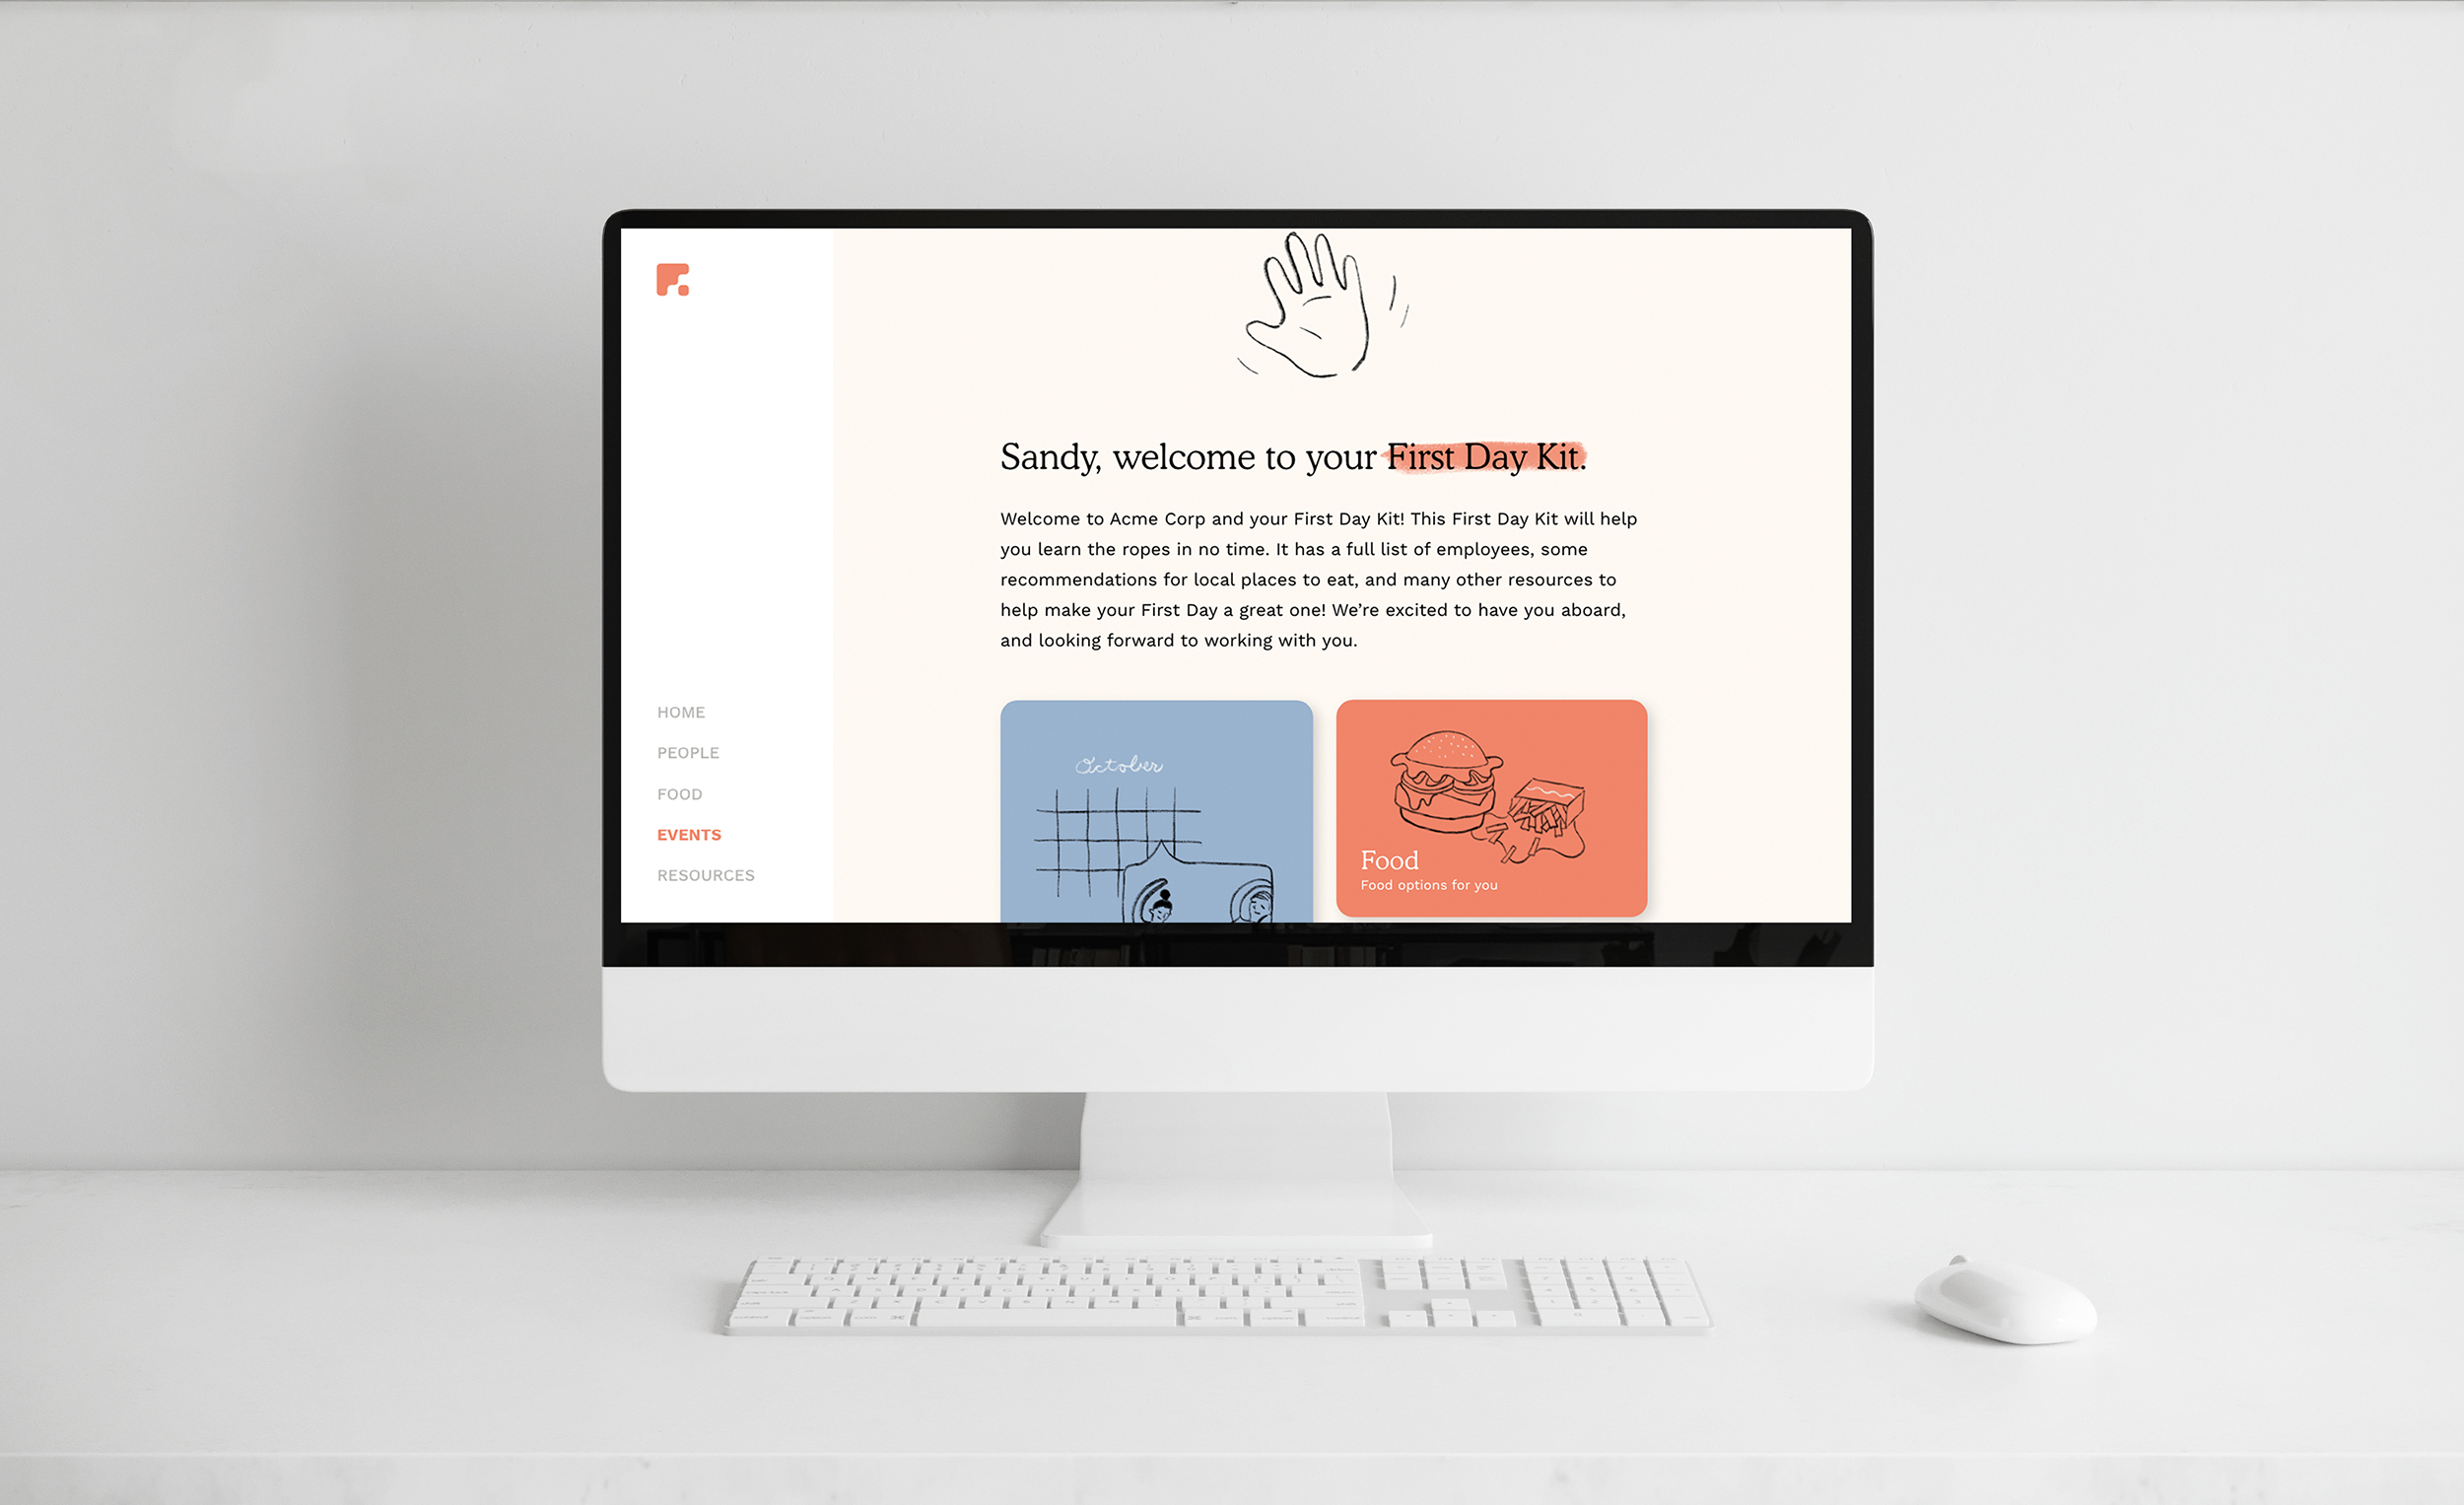 Sandy, welcome to your First Day Kit.
Welcome to Acme Corp and your First Day Kit! This First Day Kit will help
you learn the ropes in no time. It has a full list of employees, some
recommendations for local places to eat, and many other resources to
help make your First Day a great one! We’re excited to have you aboard,
and looking forward to working with you.
HOME
PEOPLE
FOOD
EVENTS
RESOURCES
October
Food
Food options for you